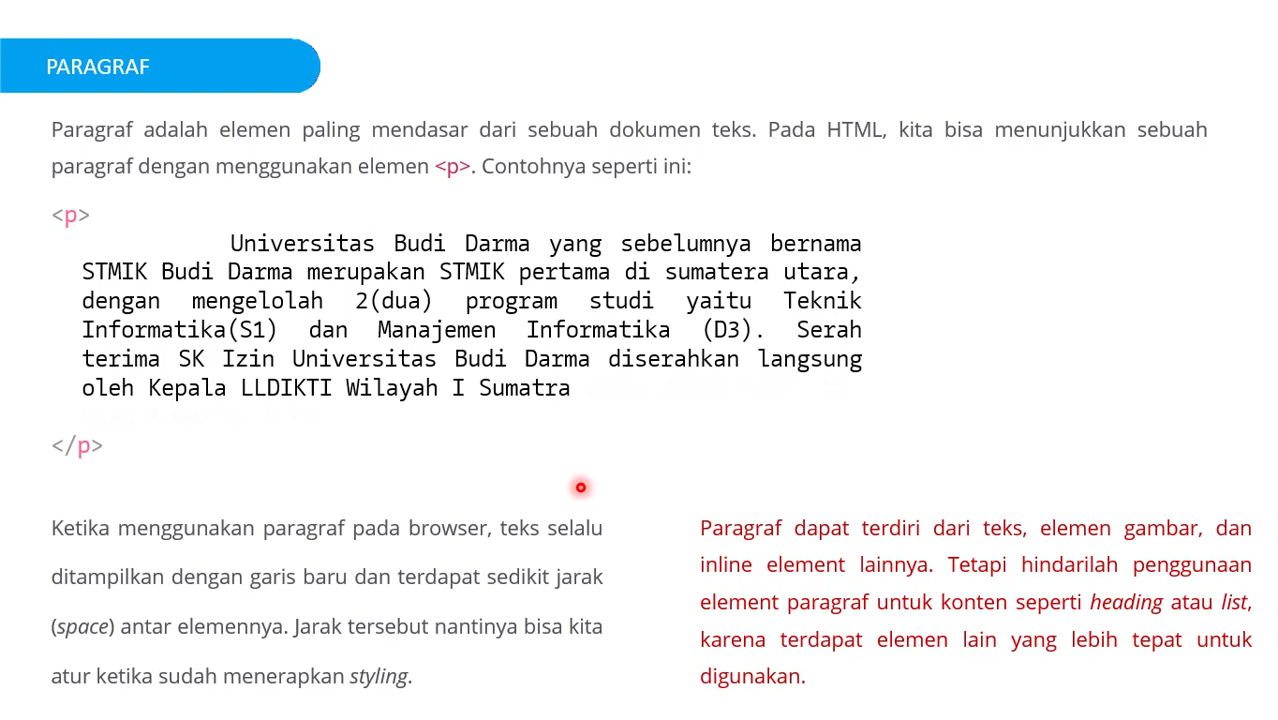 PARAGRAF
Paragraf adalah elemen paling mendasar dari sebuah dokumen teks. Pada HTML, kita bisa menunjukkan sebuah
paragraf dengan menggunakan elemen <p>. Contohnya seperti ini:
<p>
Universitas Budi Darma yang sebelumnya bernama
STMIK Budi Darma merupakan STMIK pertama di sumatera utara,
dengan mengelolah 2(dua) program studi yaitu Teknik
Informatika(S1) dan Manajemen Informatika (D3). Serah
terima SK Izin Universitas Budi Darma diserahkan langsung
oleh Kepala LLDIKTI Wilayah I Sumatra
</p>
Ketika menggunakan paragraf pada browser, teks selalu
ditampilkan dengan garis baru dan terdapat sedikit jarak
(space) antar elemennya. Jarak tersebut nantinya bisa kita
atur ketika sudah menerapkan styling.
Paragraf dapat terdiri dari teks, elemen gambar, dan
inline element lainnya. Tetapi hindarilah penggunaan
element paragraf untuk konten seperti heading atau list,
karena terdapat elemen lain yang lebih tepat untuk
digunakan.